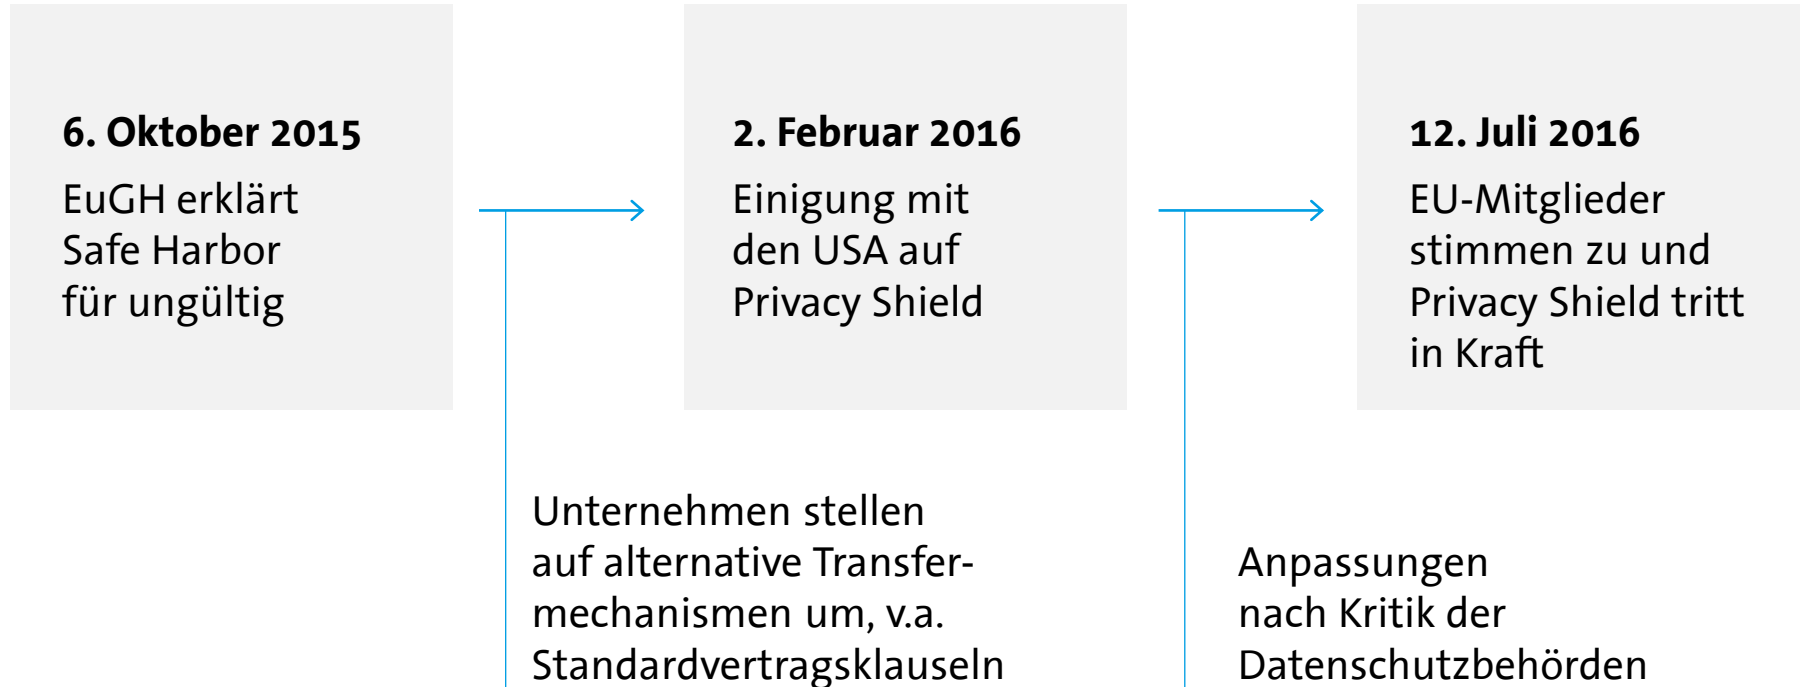 6. Oktober 2015
EuGH erklärt
Safe Harbor
für ungültig
2. Februar 2016
Einigung mit
den USA auf
Privacy Shield
12. Juli 2016
EU-Mitglieder
stimmen zu und
Privacy Shield tritt
in Kraft
Unternehmen stellen
auf alternative Transfer-
mechanismen um, v.a.
Standardvertragsklauseln
Anpassungen
nach Kritik der
Datenschutzbehörden